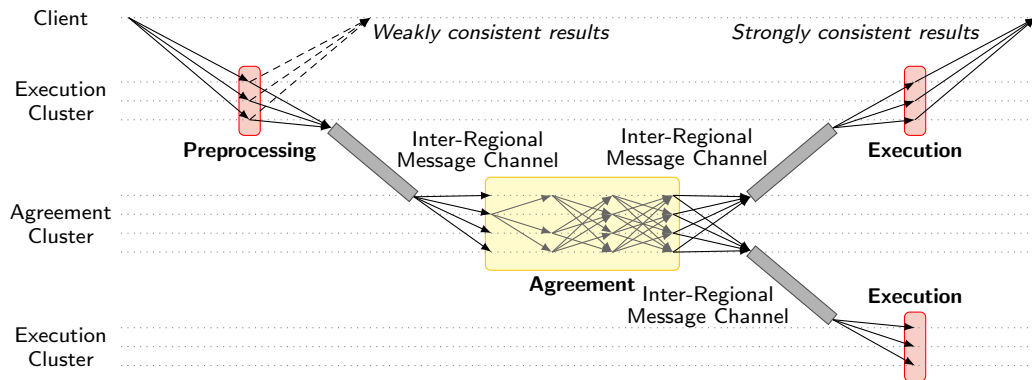 Client
Weakly consistent results
Strongly consistent results
Execution
Cluster
Preprocessing
Inter-Regional
Message Channel
Inter-Regional
Message Channel
Execution
Agreement
Cluster
Agreement
Inter-Regional
Message Channel
Execution
Execution
Cluster